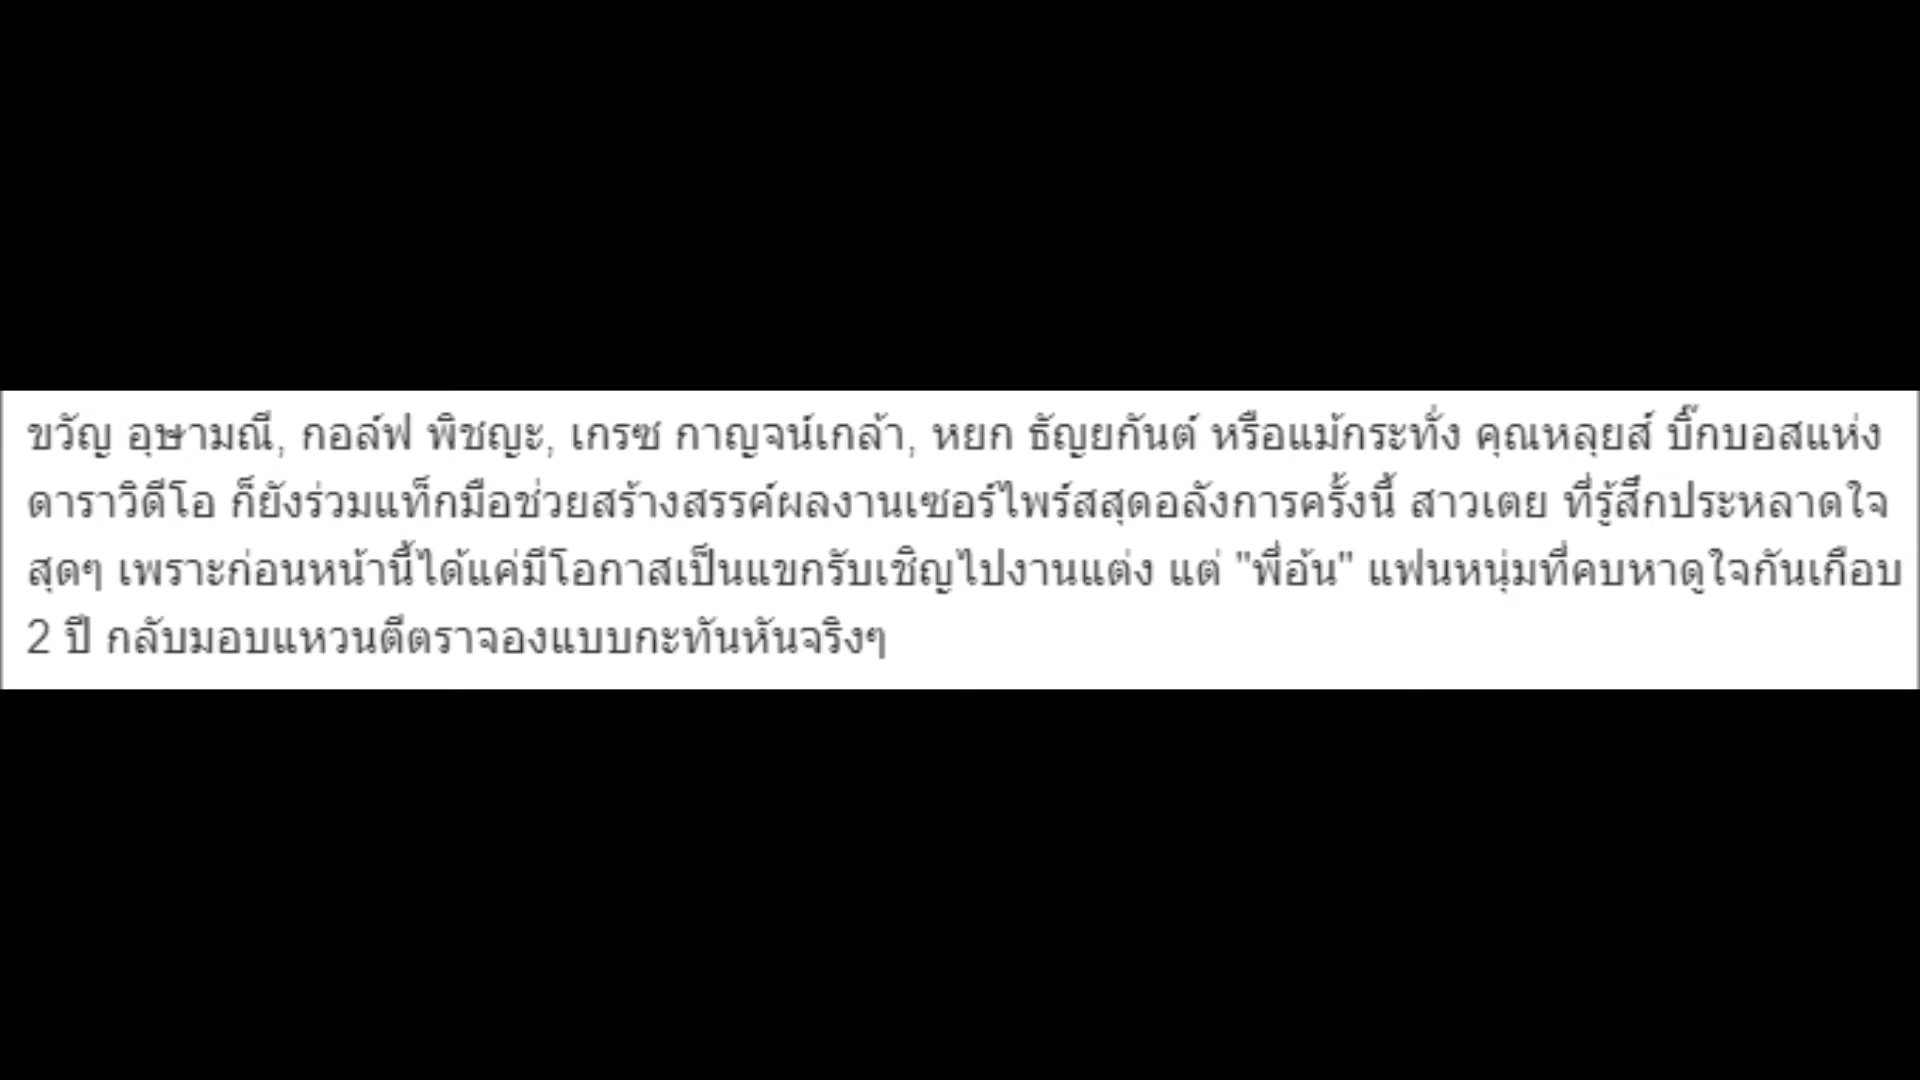 ขวัญ อุษามณี, กอล์ฟ พิชญะ, เกรซ กาญจน์เกล้า, หยก ธัญยกันต์ หรือแม้กระทั่ง คุณหลุยส์ บิ๊กบอสแห่ง
ดาราวิดีโอ ก็ยังร่วมแท็กมือช่วยสร้างสรรค์ผลงานเซอร์ไพร์สสุดอลังการครั้งนี้ สาวเตย ที่รู้สึกประหลาดใจ
สุดๆ เพราะก่อนหน้านี้ได้แค่มีโอกาสเป็นแขกรับเชิญไปงานแต่ง แต่ "พี่อ้น" แฟนหนุ่มที่คบหาดูใจกันเกือบ
2 ปี กลับมอบแหวนตีตราจองแบบกะทันหันจริงๆ